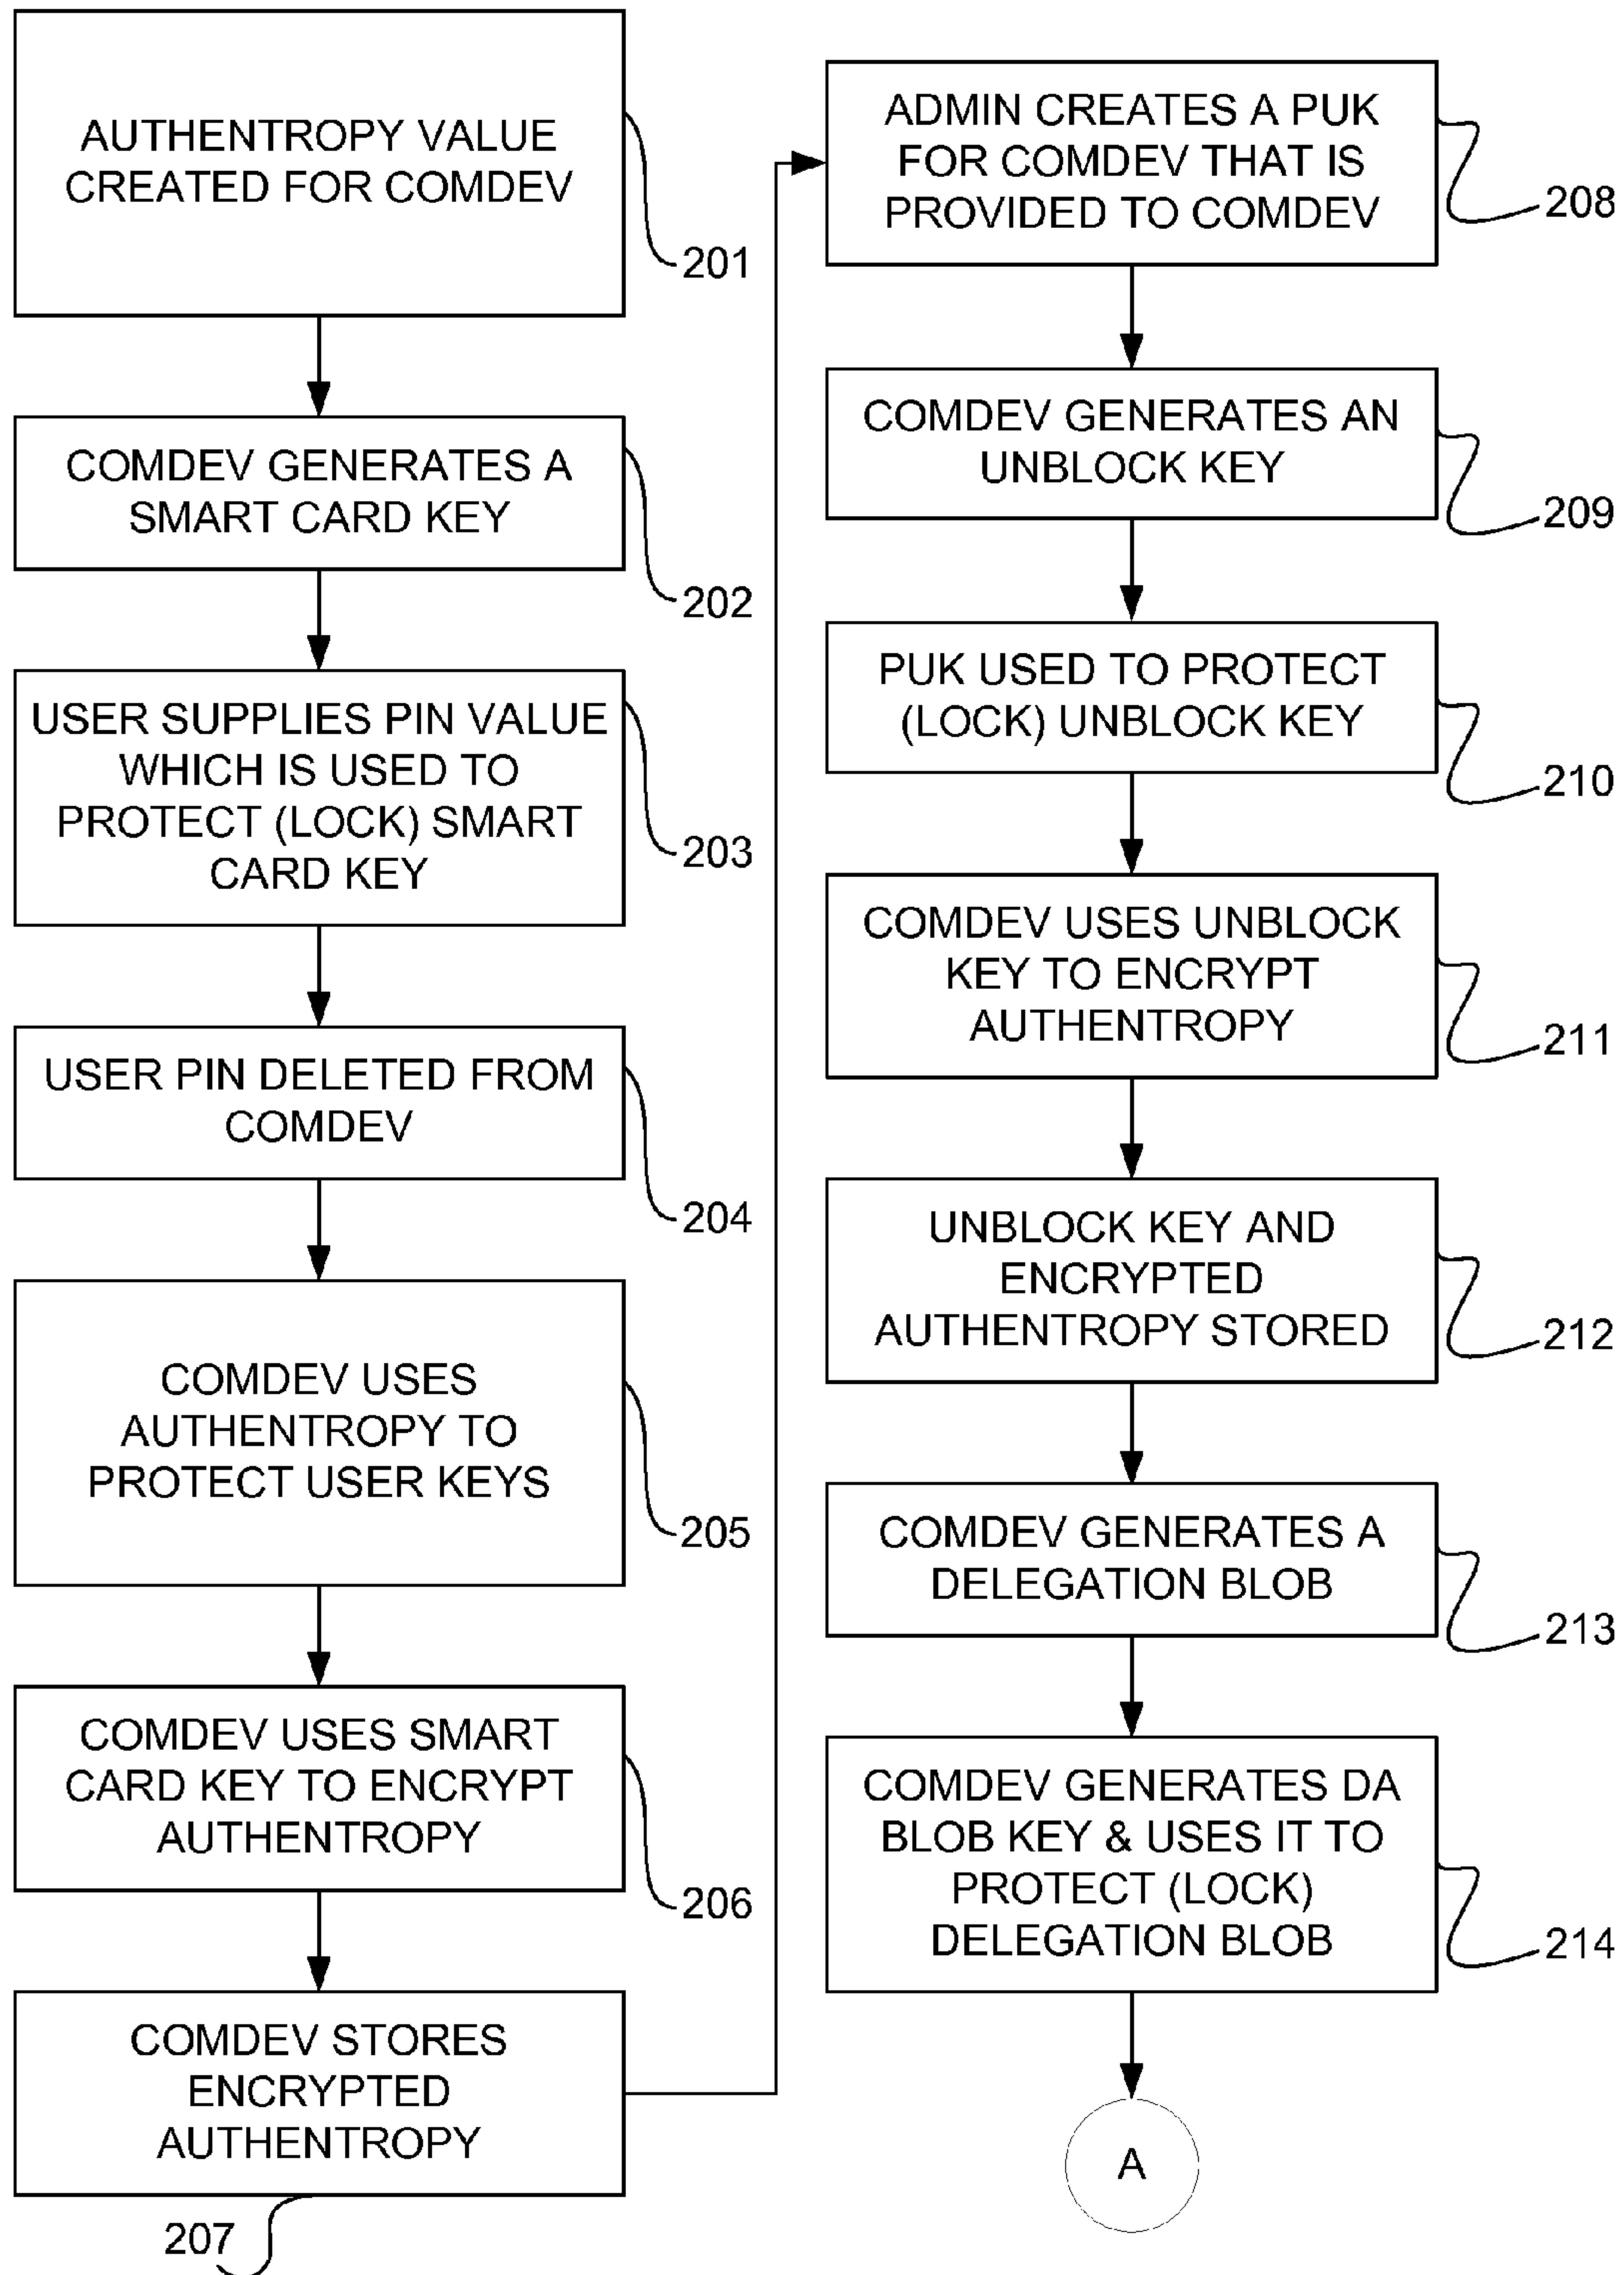 AUTHENTROPY VALUE
CREATED FOR COMDEV
201
COMDEV GENERATES A
SMART CARD KEY
202
USER SUPPLIES PIN VALUE
WHICH IS USED TO
PROTECT (LOCK) SMART
CARD KEY
203
USER PIN DELETED FROM
COMDEV
204
COMDEV USES
AUTHENTROPY TO
PROTECT USER KEYS
205
COMDEV USES SMART
CARD KEY TO ENCRYPT
AUTHENTROPY
206
COMDEV STORES
ENCRYPTED
AUTHENTROPY
207
ADMIN CREATES A PUK
FOR COMDEV THAT IS
PROVIDED TO COMDEV
208
COMDEV GENERATES AN
UNBLOCK KEY
209
PUK USED TO PROTECT
(LOCK) UNBLOCK KEY
210
COMDEV USES UNBLOCK
KEY TO ENCRYPT
AUTHENTROPY
211
UNBLOCK KEY AND
ENCRYPTED
AUTHENTROPY STORED
212
COMDEV GENERATES A
DELEGATION BLOB
213
COMDEV GENERATES DA
BLOB KEY & USES IT TO
PROTECT (LOCK)
DELEGATION BLOB
214
A